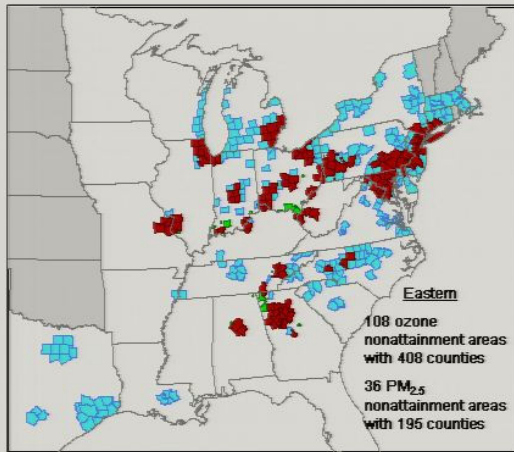 Eastern
108 ozone
nonattainment areas
with 408 counties
36 PM2.5
nonattainment areas
with 195 counties